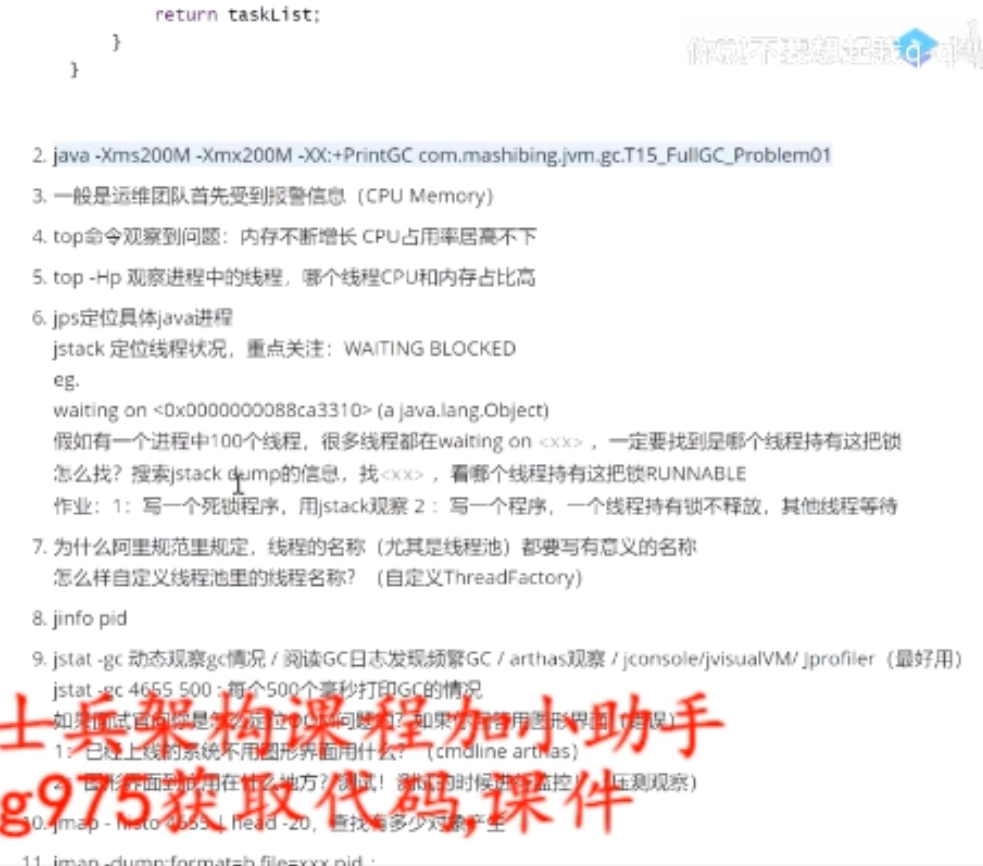 return taskList;
}
}
你就不要想起我q-q
2. java -Xms200M -Xmx200M -XX:+PrintGC com.mashibing.jvm.gc.T15_FullGC_Problem01
3. 一般是运维团队首先受到报警信息（CPU Memory）
4. top命令观察到问题：内存不断增长 CPU占用率居高不下
5. top -Hp 观察进程中的线程，哪个线程CPU和内存占比高
6. jps定位具体java进程
jstack 定位线程状况，重点关注：WAITING BLOCKED
eg.
waiting on <0x0000000088ca3310> (a java.lang.Object)
假如有一个进程中100个线程，很多线程都在waiting on <xx> ，一定要找到是哪个线程持有这把锁
怎么找？搜索jstack dump的信息，找<xx> ，看哪个线程持有这把锁RUNNABLE
作业：1：写一个死锁程序，用jstack观察 2 ：写一个程序，一个线程持有锁不释放，其他线程等待
7. 为什么阿里规范里规定，线程的名称（尤其是线程池）都要写有意义的名称
怎么样自定义线程池里的线程名称？（自定义ThreadFactory）
8. jinfo pid
9. jstat -gc 动态观察gc情况 / 阅读GC日志发现频繁GC / arthas观察 / jconsole/jvisualVM/ Jprofiler（最好用）
jstat -gc 4655 500 : 每个500个毫秒打印GC的情况
如果面试官问你是怎么定位OOM问题的？如果你回答用图形界面（错误）
1：已经上线的系统不用图形界面用什么？（cmdline arthas）
图形界面到底用在什么地方？测试！测试的时候进行监控！（压测观察）
士兵架构课程加小助手
g975获取代码,课件
10. jmap - histo 4655 | head -20，查找有多少对象产生
11. jmap -dump:format=b,file=xxx pid ：